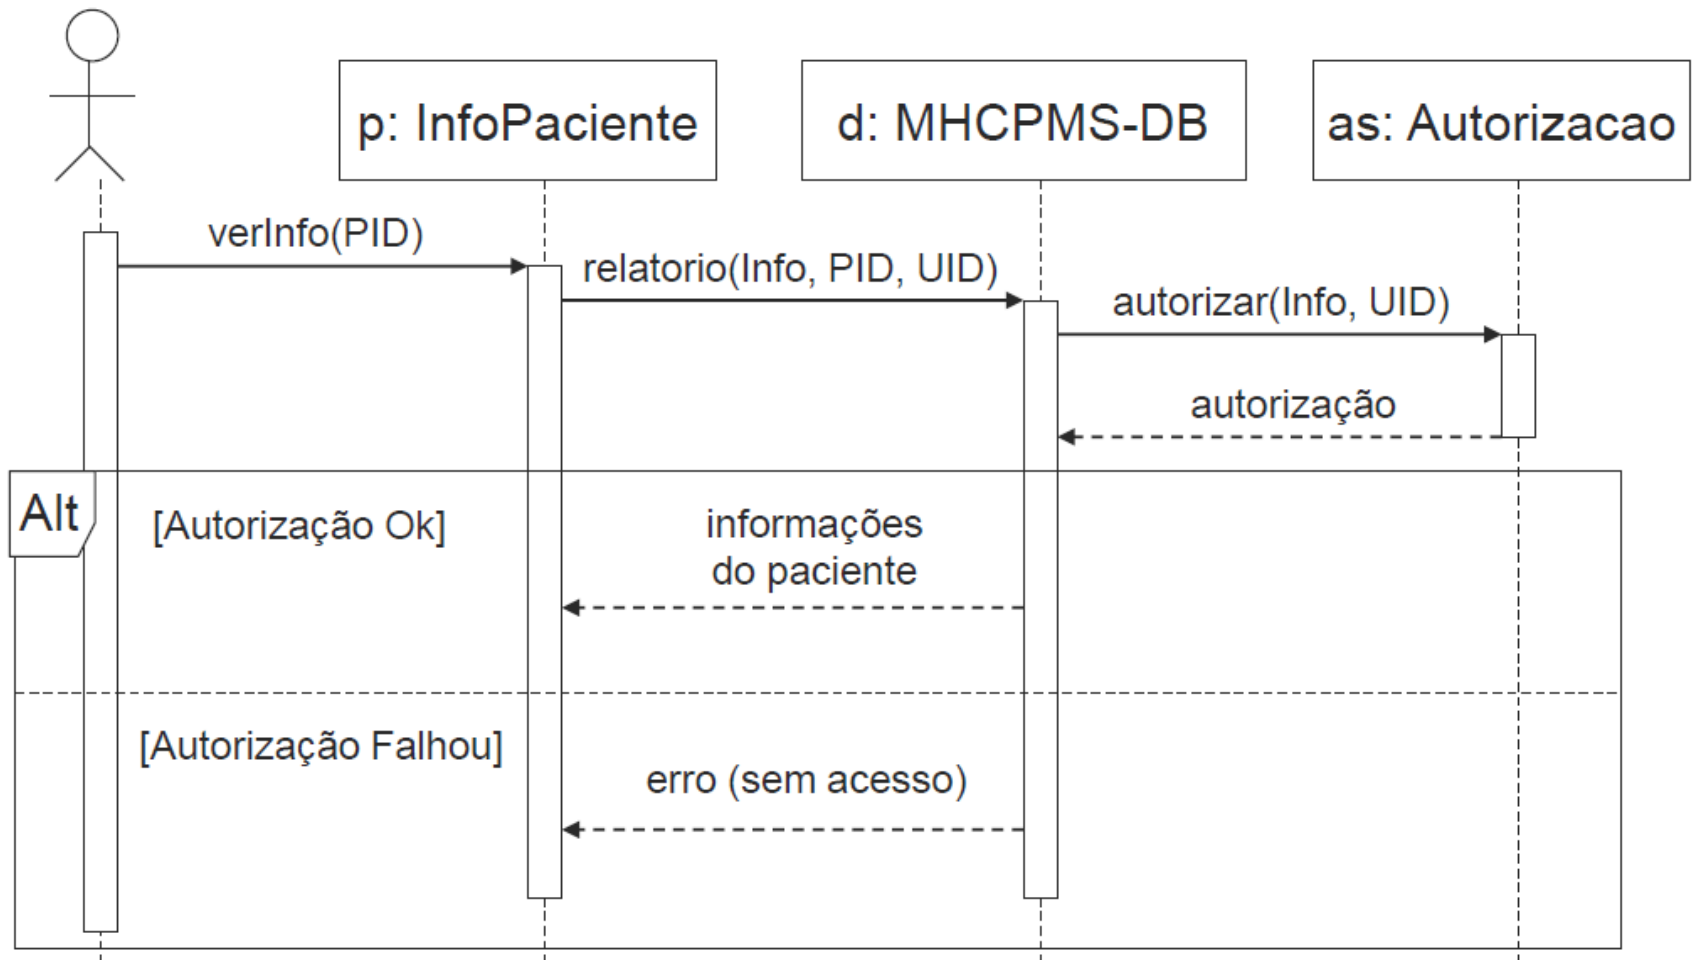 p: InfoPaciente
d: MHCPMS-DB
as: Autorizacao
verInfo(PID)
relatorio(Info, PID, UID)
autorizar(Info, UID)
autorização
Alt
[Autorização Ok]
informações
do paciente
[Autorização Falhou]
erro (sem acesso)